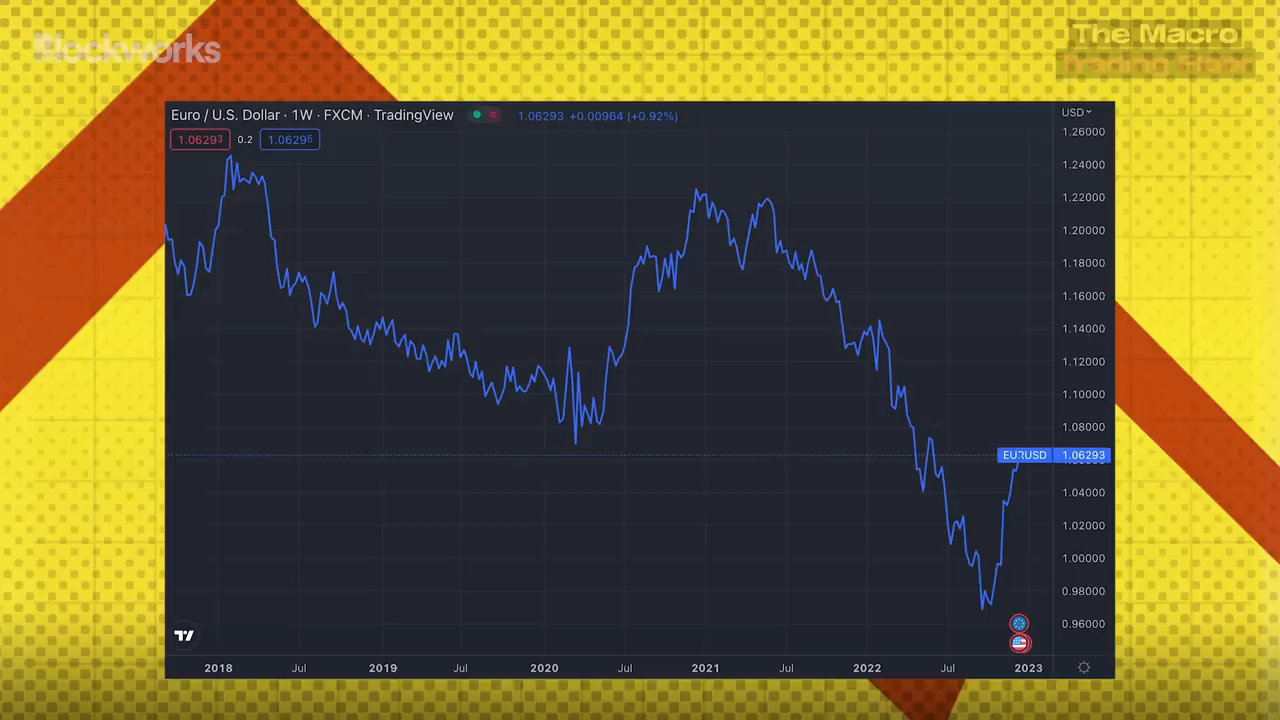 Blockworks
The Macro
Trading Floor
Euro / U.S. Dollar · 1W · FXCM · TradingView
1.06293 +0.00964 (+0.92%)
USD
1.06293 0.2 1.06295
1.26000
1.24000
1.22000
1.20000
1.18000
1.16000
1.14000
1.12000
1.10000
1.08000
EURUSD 1.06293
1.04000
1.02000
1.00000
0.98000
0.96000
2018 Jul 2019 Jul 2020 Jul 2021 Jul 2022 Jul 2023